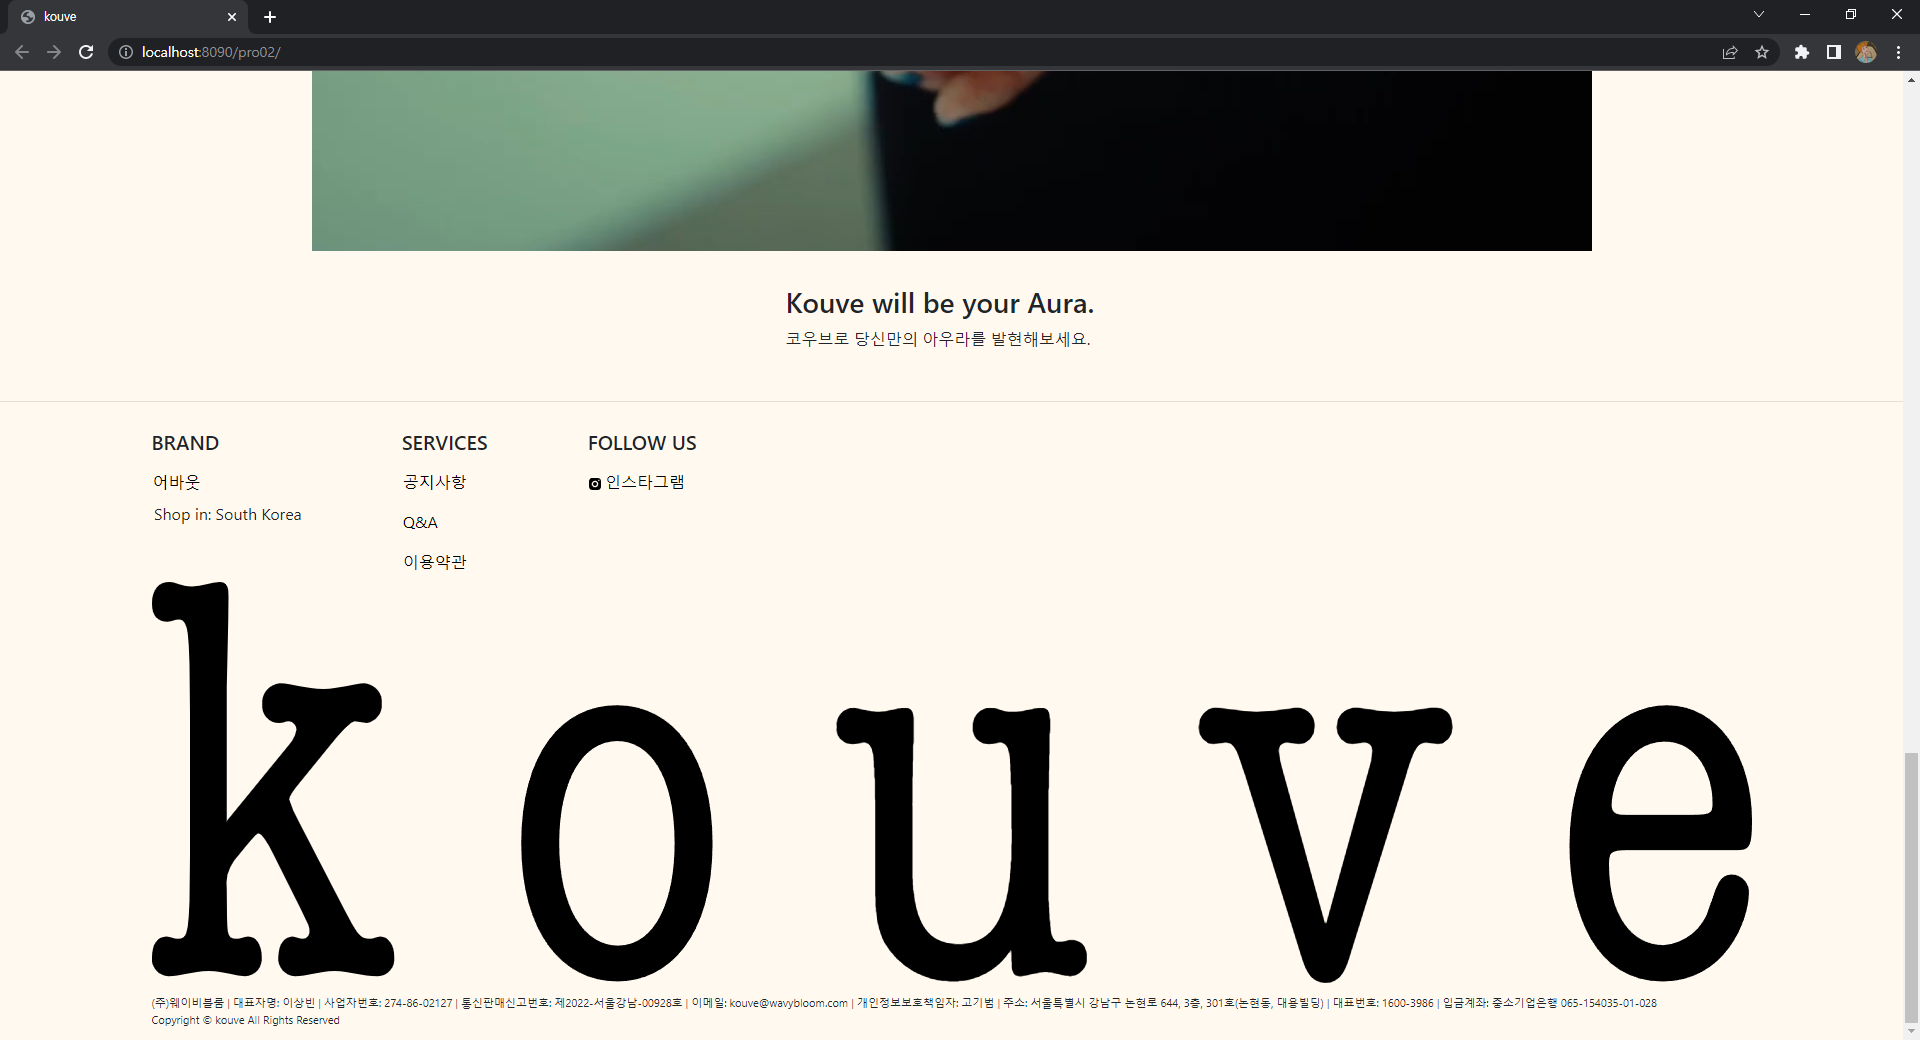 kouve
localhost:8090/pro02/
Kouve will be your Aura.
코우브로 당신만의 아우라를 발현해보세요.
BRAND
어바웃
Shop in: South Korea
SERVICES
공지사항
Q&A
이용약관
FOLLOW US
인스타그램
kouve
(주)웨이비블룸 | 대표자명: 이상빈 | 사업자번호: 274-86-02127 | 통신판매신고번호: 제2022-서울강남-00928호 | 이메일: kouve@wavybloom.com | 개인정보보호책임자: 고기범 | 주소: 서울특별시 강남구 논현로 644, 3층, 301호(논현동, 대용빌딩) | 대표번호: 1600-3986 | 입금계좌: 중소기업은행 065-154035-01-028
Copyright © kouve All Rights Reserved